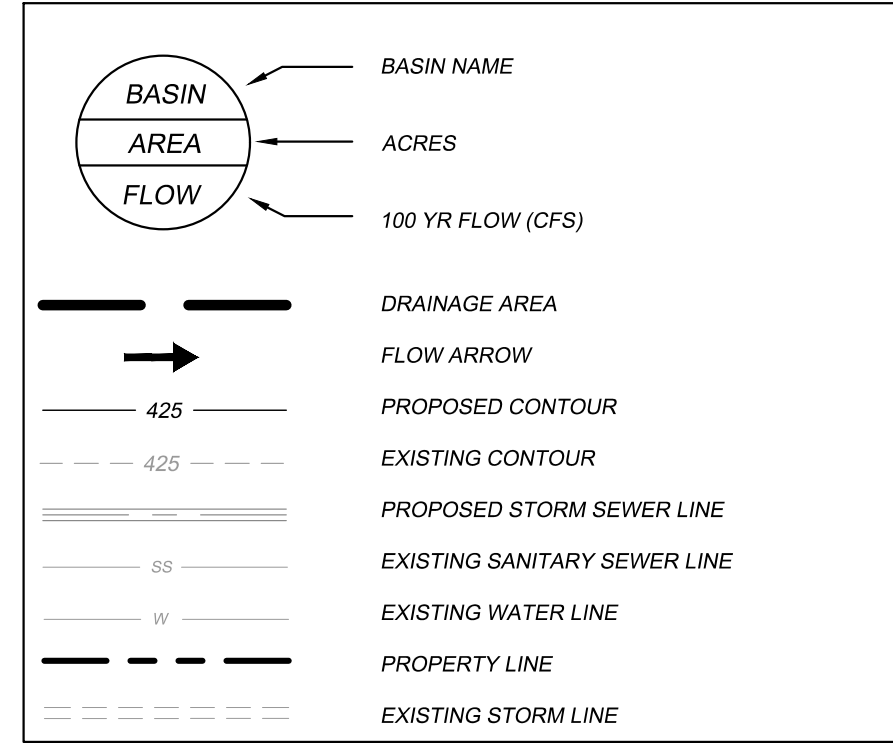 BASIN
AREA
FLOW
BASIN NAME
ACRES
100 YR FLOW (CFS)
DRAINAGE AREA
FLOW ARROW
425 PROPOSED CONTOUR
425 EXISTING CONTOUR
PROPOSED STORM SEWER LINE
SS EXISTING SANITARY SEWER LINE
W EXISTING WATER LINE
PROPERTY LINE
EXISTING STORM LINE